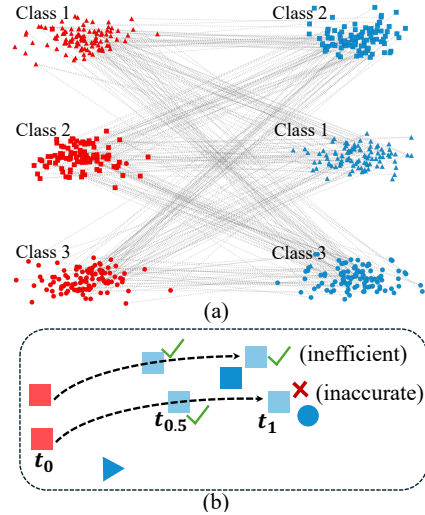 Class 1
Class 2
Class 2
Class 1
Class 3
Class 3
(a)
(inefficient)
(inaccurate)
t0.5
t1
t0
(b)